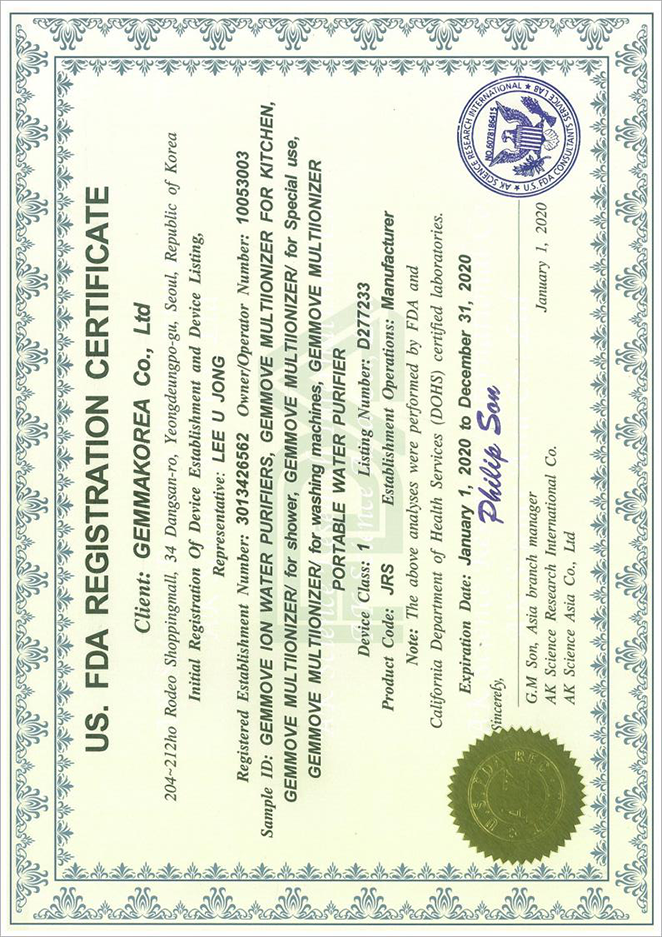 US. FDA REGISTRATION CERTIFICATE
Client: GEMMAKOREA Co., Ltd
204~212ho Rodeo Shoppingmall, 34 Dangsan-ro, Yeongdeungpo-gu, Seoul, Republic of Korea
Initial Registration Of Device Establishment and Device Listing,
Representative: LEE U JONG
Registered Establishment Number: 3013426562 Owner/Operator Number: 10053003
Sample ID: GEMMOVE ION WATER PURIFIERS, GEMMOVE MULTIIONIZER FOR KITCHEN,
GEMMOVE MULTIIONIZER/ for shower, GEMMOVE MULTIIONIZER/ for Special use,
GEMMOVE MULTIIONIZER/ for washing machines, GEMMOVE MULTIIONIZER
PORTABLE WATER PURIFIER
Device Class: 1 Listing Number: D277233
Product Code: JRS Establishment Operations: Manufacturer
Note: The above analyses were performed by FDA and
California Department of Health Services (DOHS) certified laboratories.
Expiration Date: January 1, 2020 to December 31, 2020
Sincerely,
Philip Son
G.M Son, Asia branch manager
January 1, 2020
AK Science Research International Co.
AK Science Asia Co., Ltd
AK SCIENCE RESEARCH INTERNATIONAL
U.S. FDA CONSULTANTS SERVICE LAB